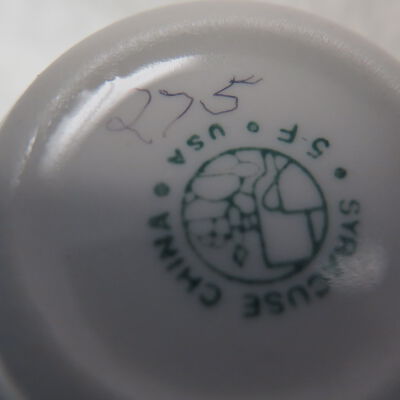 275
SYRACUSE CHINA • USA • 5-F •